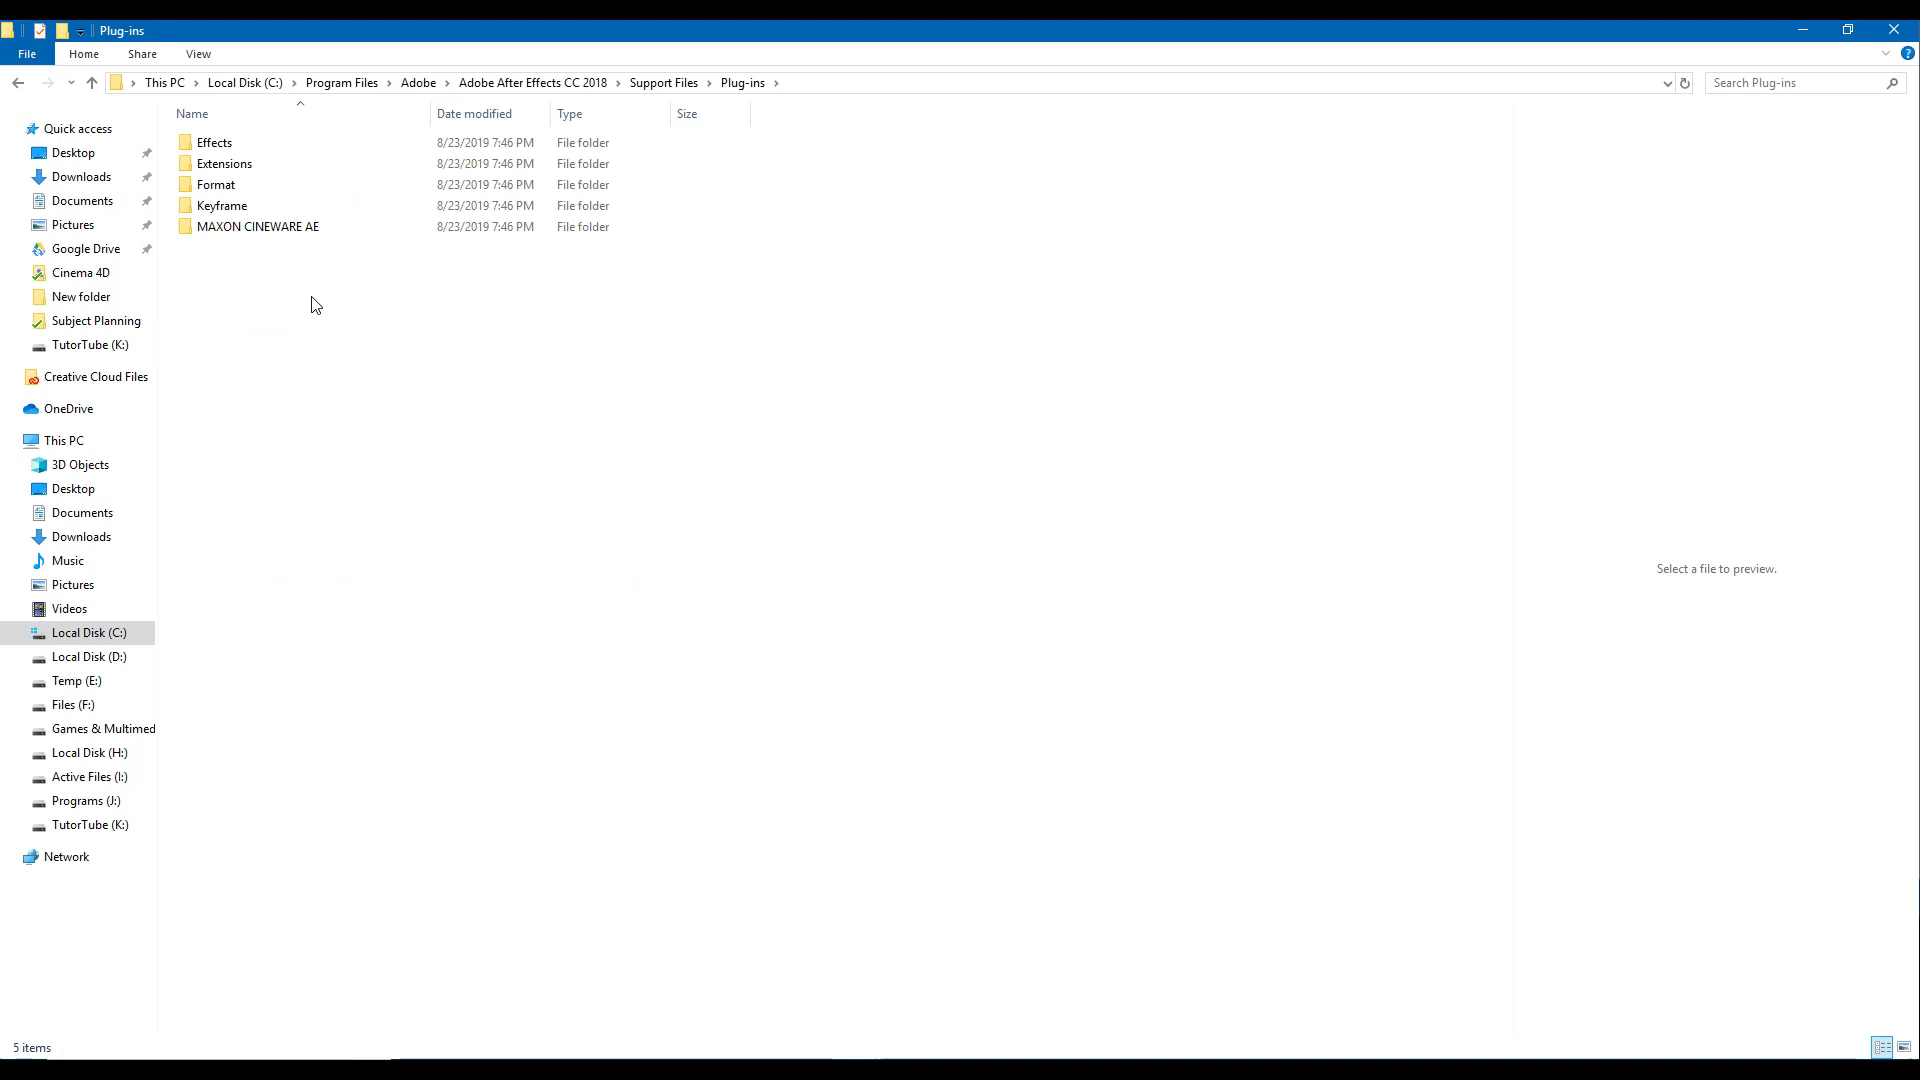 Plug-ins
File Home Share View
This PC Local Disk (C:) Program Files Adobe Adobe After Effects CC 2018 Support Files Plug-ins
Search Plug-ins
Name Date modified Type Size
Effects 8/23/2019 7:46 PM File folder
Extensions 8/23/2019 7:46 PM File folder
Format 8/23/2019 7:46 PM File folder
Keyframe 8/23/2019 7:46 PM File folder
MAXON CINEWARE AE 8/23/2019 7:46 PM File folder
Quick access
Desktop
Downloads
Documents
Pictures
Google Drive
Cinema 4D
New folder
Subject Planning
TutorTube (K:)
Creative Cloud Files
OneDrive
This PC
3D Objects
Desktop
Documents
Downloads
Music
Pictures
Videos
Local Disk (C:)
Local Disk (D:)
Temp (E:)
Files (F:)
Games & Multimed
Local Disk (H:)
Active Files (I:)
Programs (J:)
TutorTube (K:)
Network
Select a file to preview.
5 items